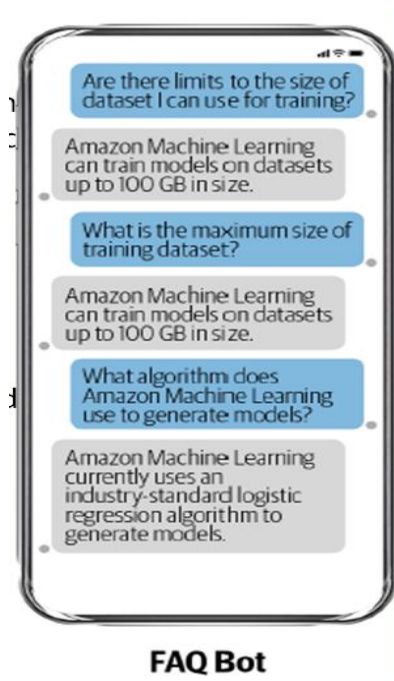 Are there limits to the size of
dataset I can use for training?
Amazon Machine Learning
can train models on datasets
up to 100 GB in size.
What is the maximum size of
training dataset?
Amazon Machine Learning
can train models on datasets
up to 100 GB in size.
What algorithm does
Amazon Machine Learning
use to generate models?
Amazon Machine Learning
currently uses an
industry-standard logistic
regression algorithm to
generate models.
FAQ Bot